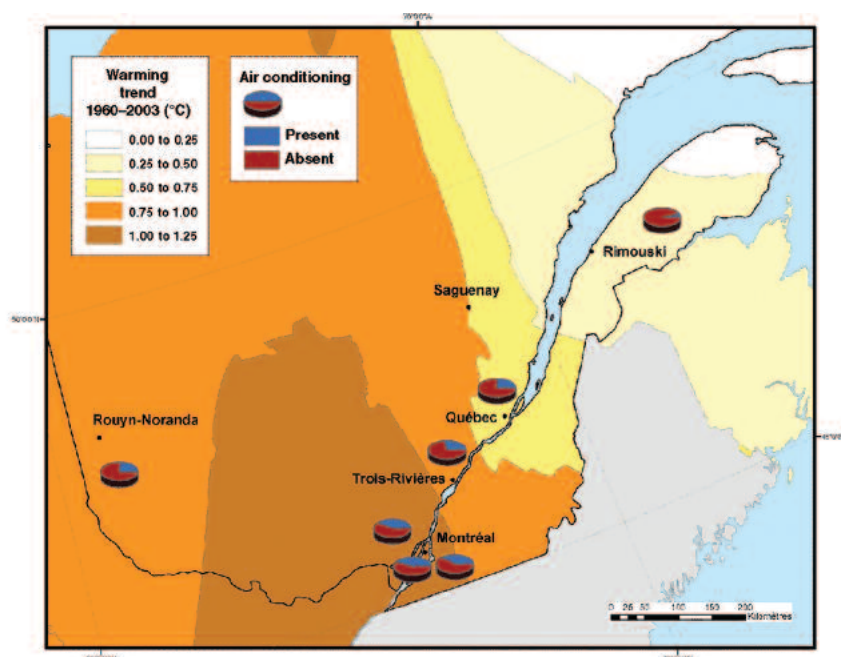 Warming
trend
1960–2003 (°C)
0.00 to 0.25
0.25 to 0.50
0.50 to 0.75
0.75 to 1.00
1.00 to 1.25
Air conditioning
Present
Absent
Rimouski
Saguenay
Québec
Rouyn-Noranda
Trois-Rivières
Montréal
0 25 50 100 150 200
Kilomètres